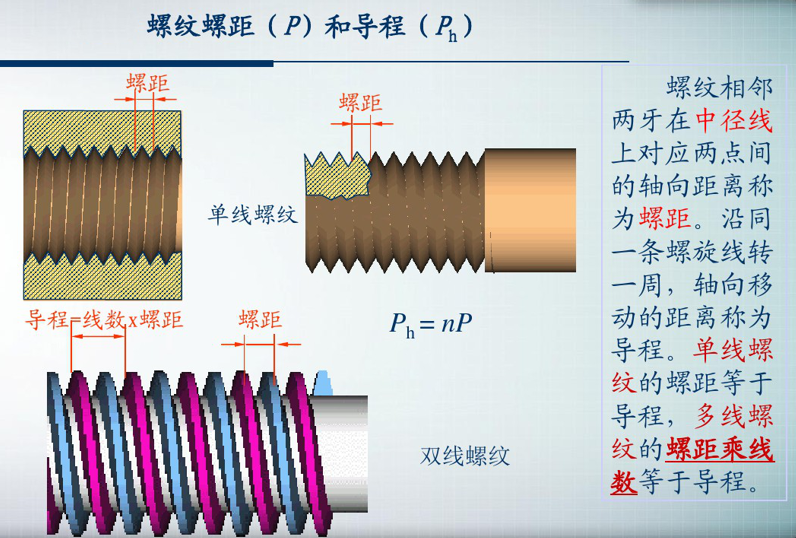 螺纹螺距（P）和导程（Ph）
螺距
螺距
单线螺纹
导程=线数x螺距
螺距
Ph = nP
双线螺纹
螺纹相邻
两牙在中径线
上对应两点间
的轴向距离称
为螺距。沿同
一条螺旋线转
一周，轴向移
动的距离称为
导程。单线螺
纹的螺距等于
导程，多线螺
纹的螺距乘线
数等于导程。